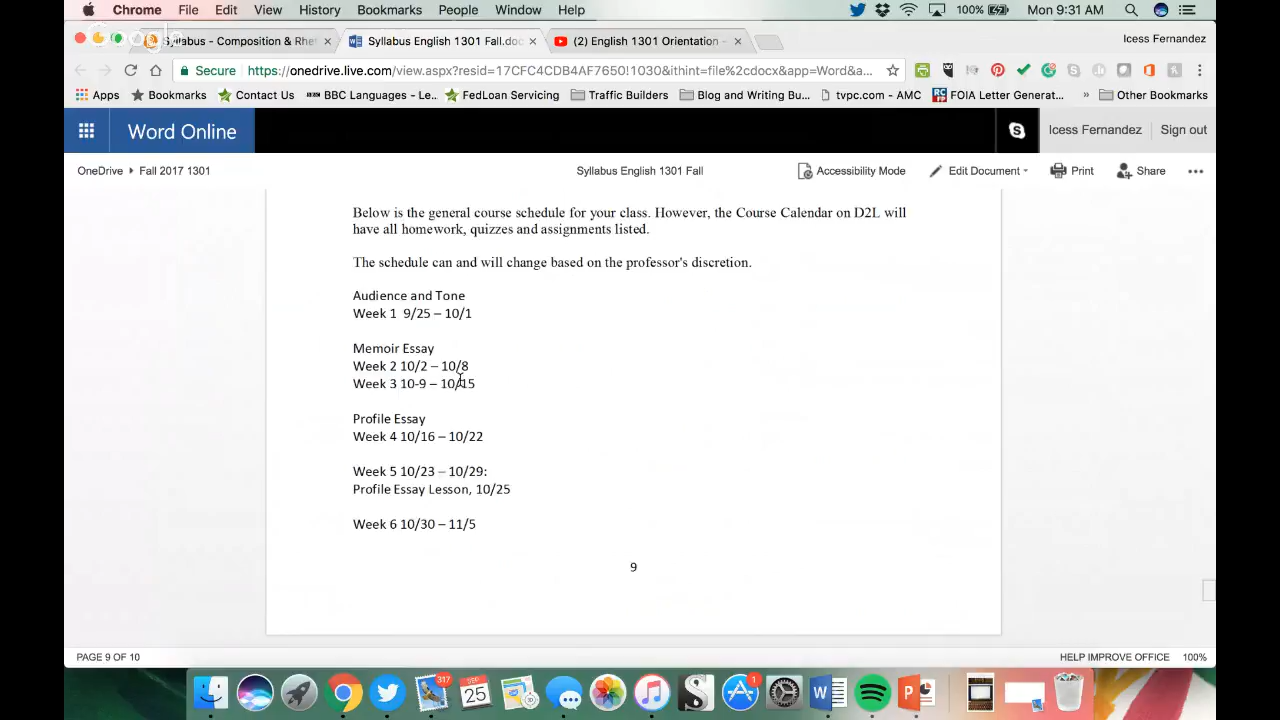 Chrome File Edit View History Bookmarks People Window Help 100% Mon 9:31 AM
yllabus - Composition & Rhe Syllabus English 1301 Fall.doc (2) English 1301 Orientation - Icess Fernandez
Secure https://onedrive.live.com/view.aspx?resid=17CFC4CDB4AF7650!1030&ithint=file%2cdocx&app=Word&a...
Apps Bookmarks Contact Us BBC Languages - Le... FedLoan Servicing Traffic Builders Blog and Writing Bu... tvpc.com - AMC FOIA Letter Generat... » Other Bookmarks
Word Online Icess Fernandez Sign out
OneDrive Fall 2017 1301 Syllabus English 1301 Fall Accessibility Mode Edit Document Print Share
Below is the general course schedule for your class. However, the Course Calendar on D2L will
have all homework, quizzes and assignments listed.
The schedule can and will change based on the professor's discretion.
Audience and Tone
Week 1 9/25 – 10/1
Memoir Essay
Week 2 10/2 – 10/8
Week 3 10-9 – 10/15
Profile Essay
Week 4 10/16 – 10/22
Week 5 10/23 – 10/29:
Profile Essay Lesson, 10/25
Week 6 10/30 – 11/5
9
PAGE 9 OF 10 HELP IMPROVE OFFICE 100%
317 SEP 25 1